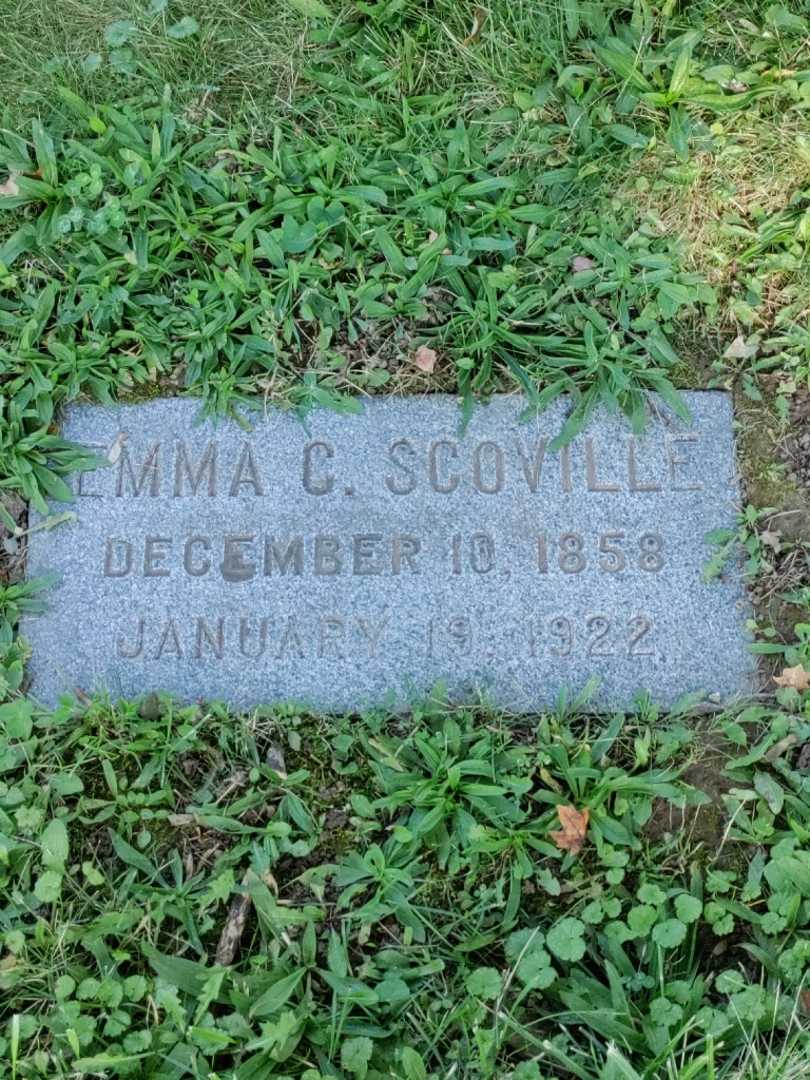 EMMA C. SCOVILLE
DECEMBER 10, 1858
JANUARY 19, 1922